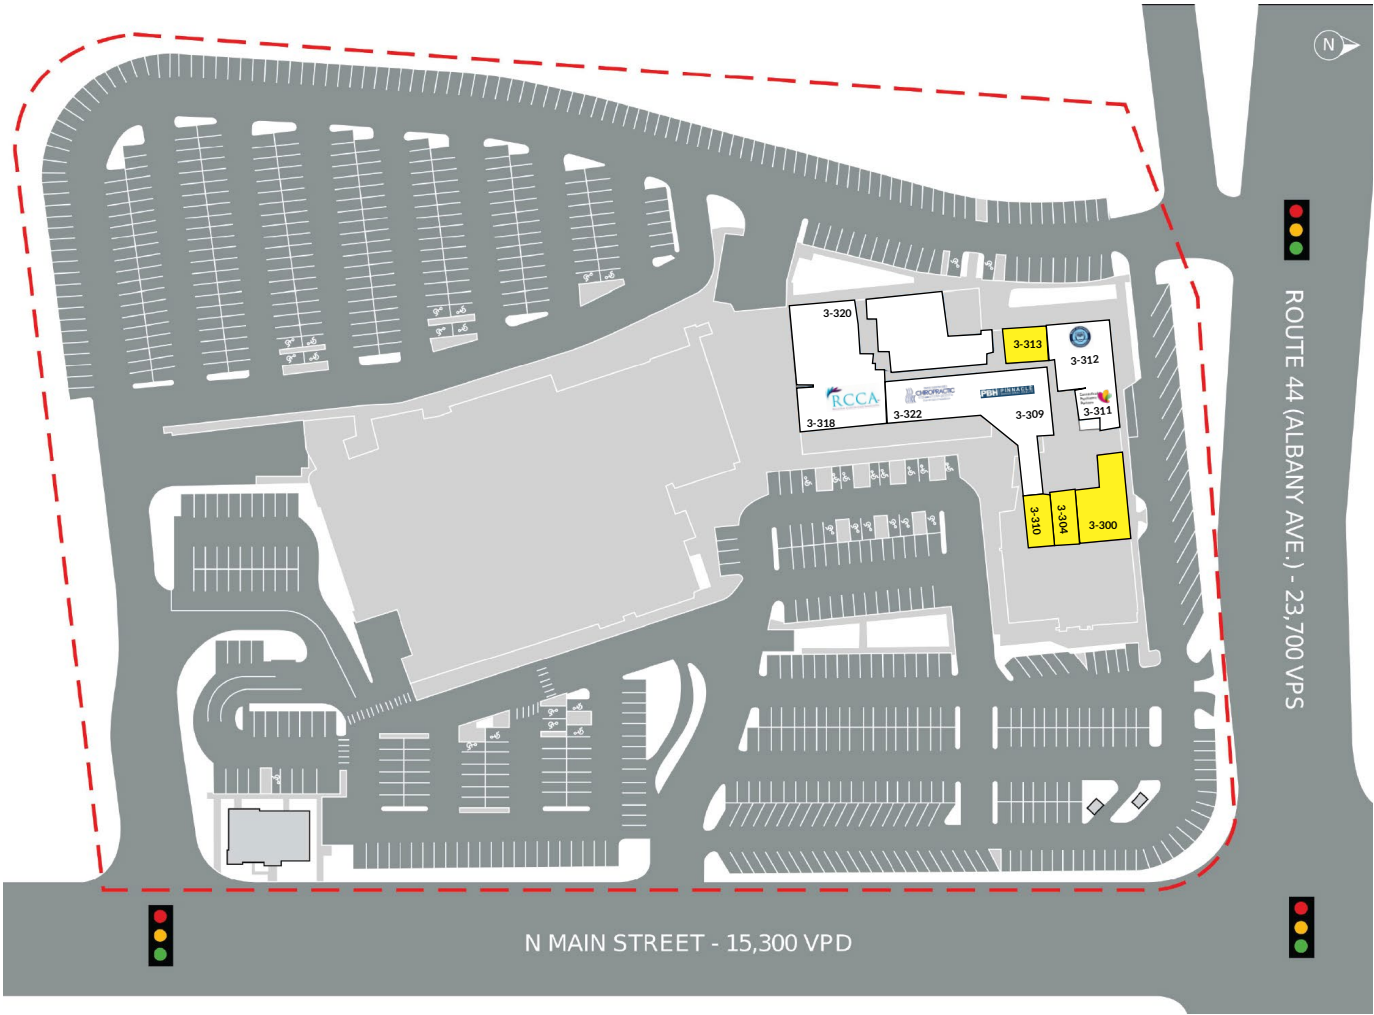 N
3-320
3-313
3-312
RCCA
CHIROPRACTIC
PBH PINNACLE
3-318
3-322
3-309
3-311
3-310
3-304
3-300
ROUTE 44 (ALBANY AVE.) - 23,700 VPS
N MAIN STREET - 15,300 VPD